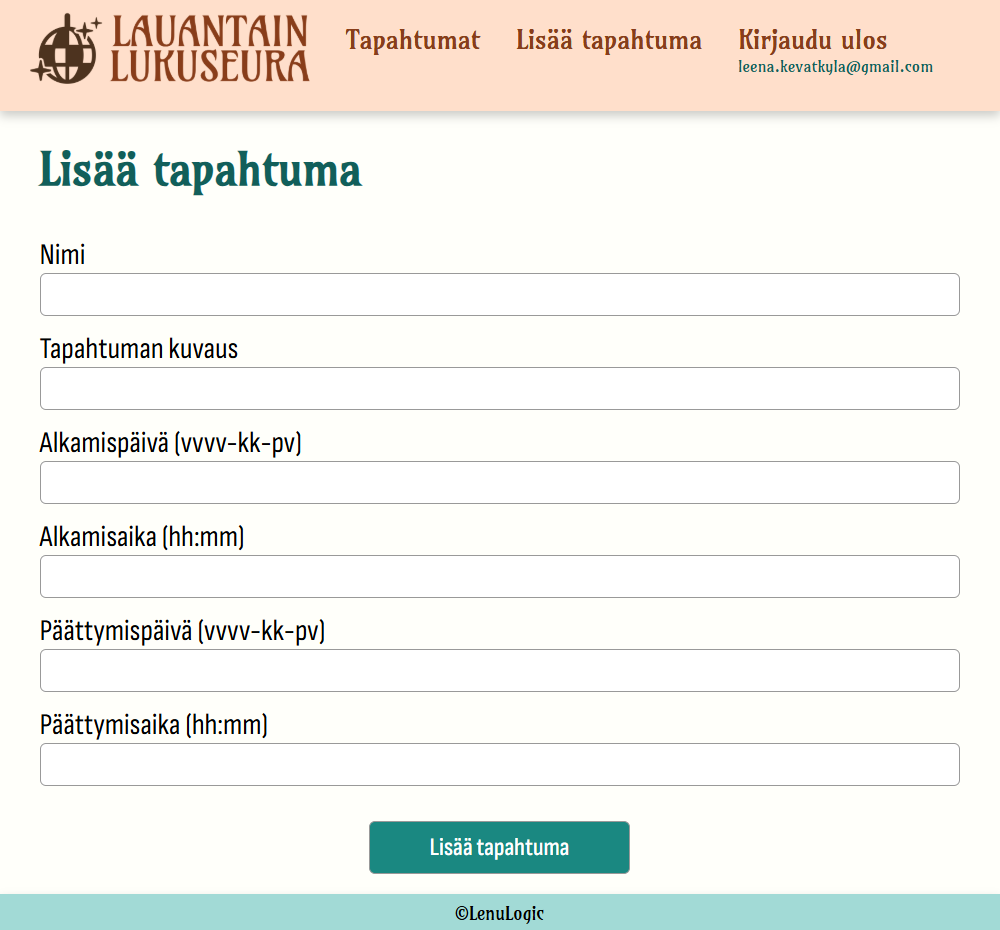 LAUANTAIN
LUKUSEURA
Tapahtumat
Lisää tapahtuma
Kirjaudu ulos
leena.kevatkyla@gmail.com
Lisää tapahtuma
Nimi
Tapahtuman kuvaus
Alkamispäivä (vvvv-kk-pv)
Alkamisaika (hh:mm)
Päättymispäivä (vvvv-kk-pv)
Päättymisaika (hh:mm)
Lisää tapahtuma
©LenuLogic